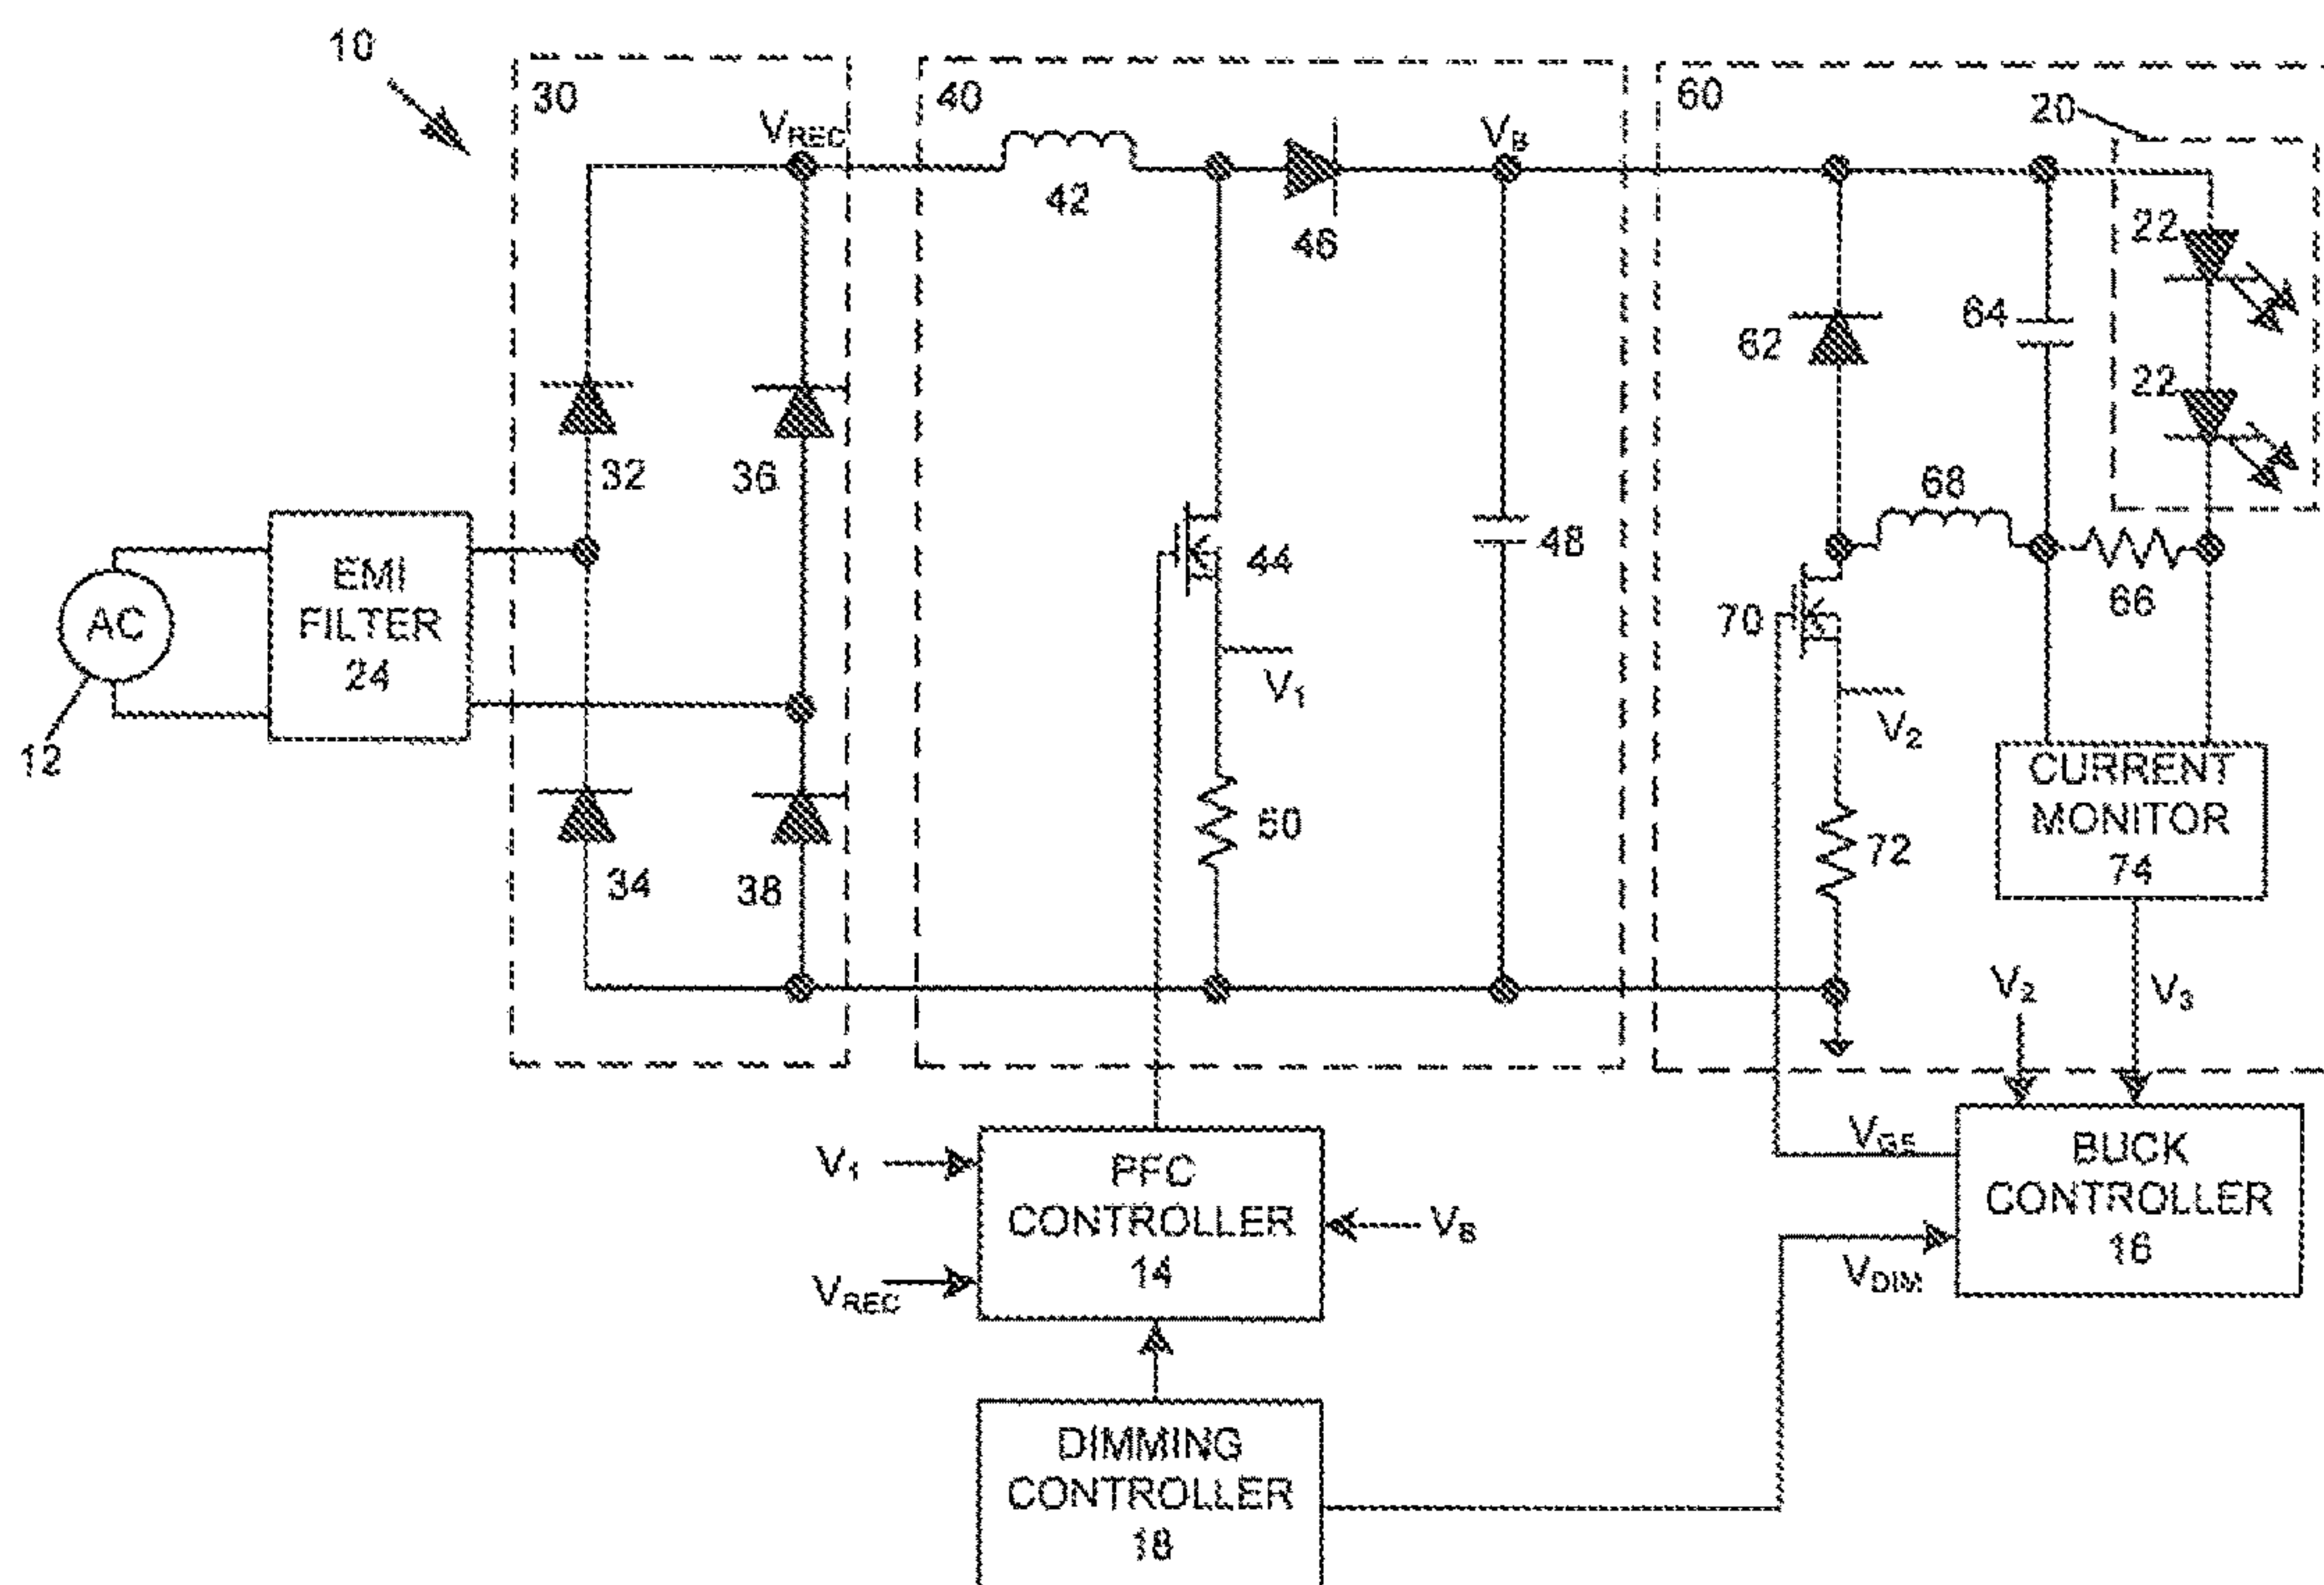 10
30
40
60
20
VREC
VB
42
46
22
64
62
22
32
36
68
48
44
EMI
FILTER
24
AC
66
70
V1
V2
12
CURRENT
MONITOR
74
50
72
34
38
V2
V3
V1
PFC
CONTROLLER
14
VB
VREC
VGS
BUCK
CONTROLLER
16
VDIM
DIMMING
CONTROLLER
18